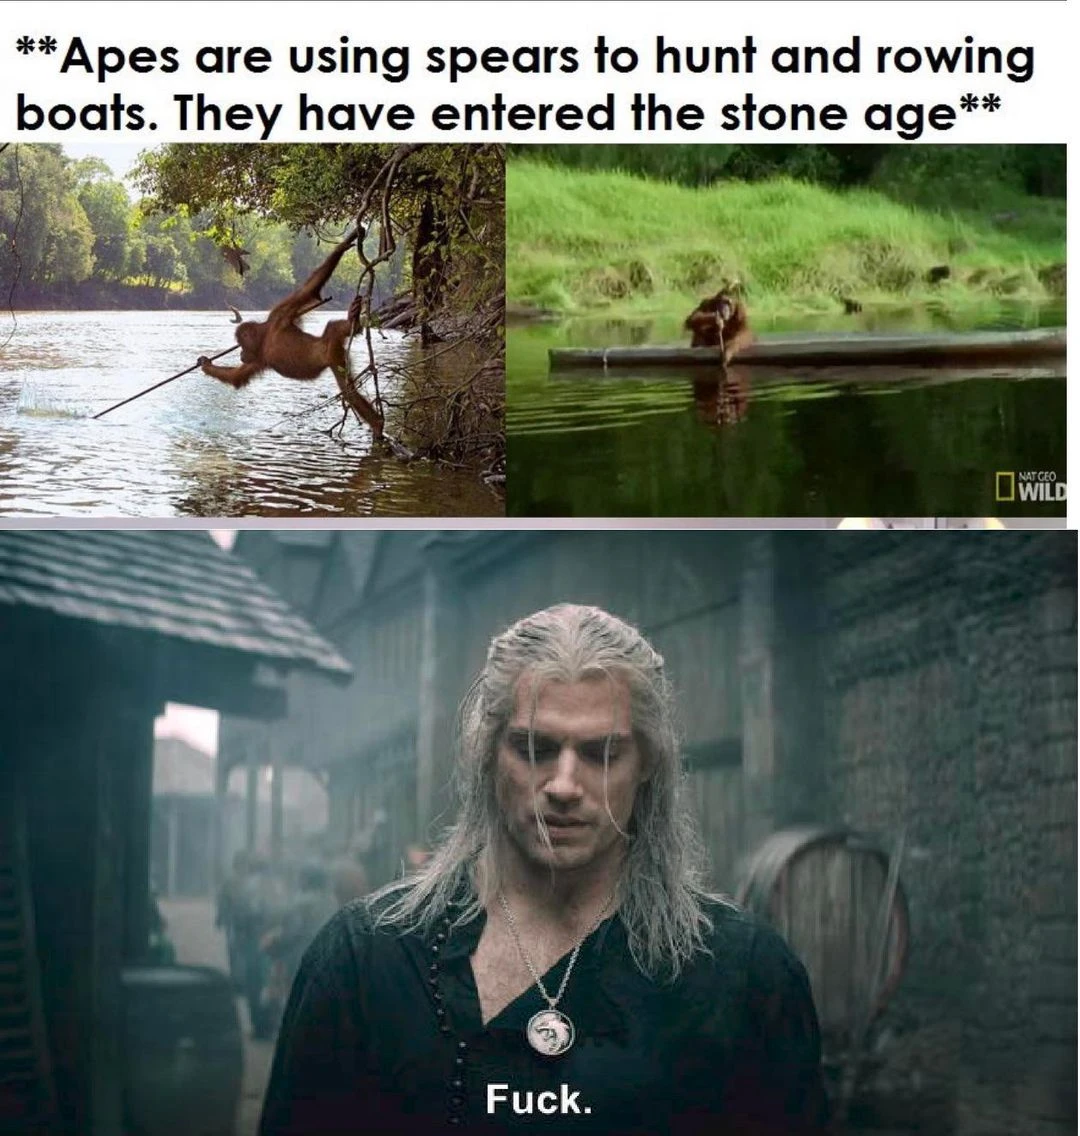 **Apes are using spears to hunt and rowing
boats. They have entered the stone age**
NAT GEO
WILD
Fuck.